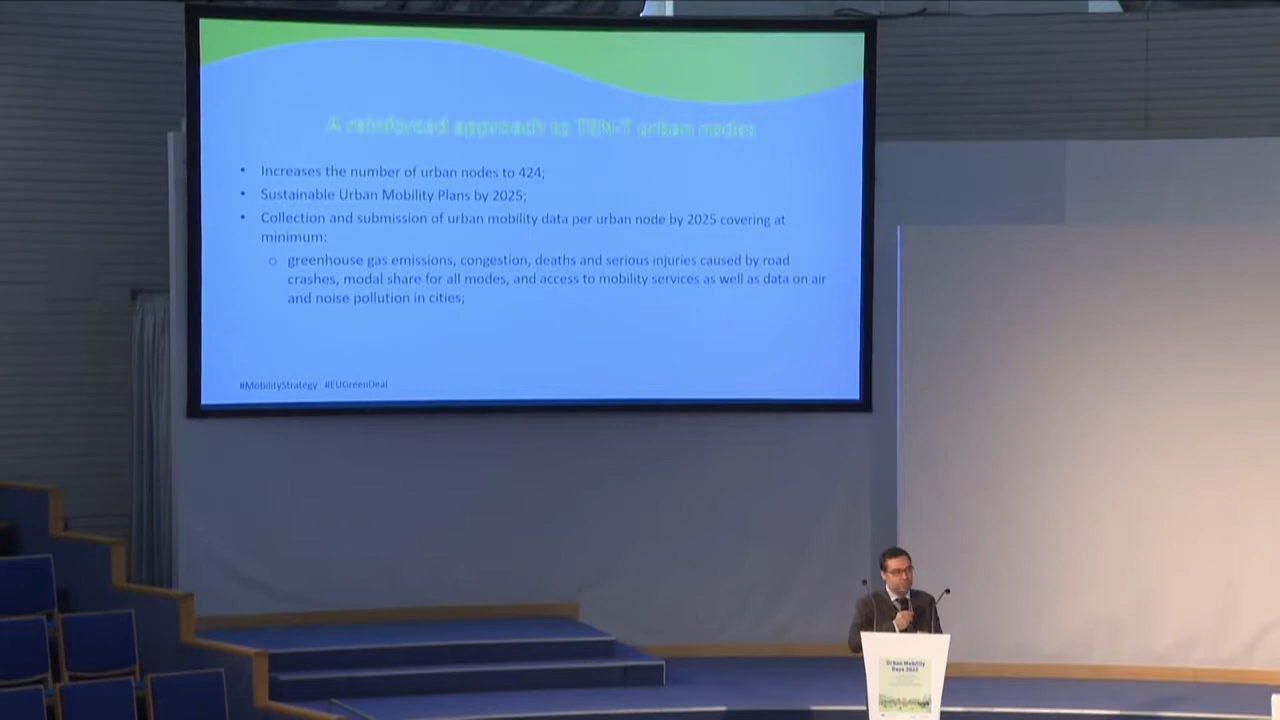 A reinforced approach to TEN-T urban nodes
• Increases the number of urban nodes to 424;
• Sustainable Urban Mobility Plans by 2025;
• Collection and submission of urban mobility data per urban node by 2025 covering at
minimum:
o greenhouse gas emissions, congestion, deaths and serious injuries caused by road
crashes, modal share for all modes, and access to mobility services as well as data on air
and noise pollution in cities;
#MobilityStrategy #EUGreenDeal
Urban Mobility
Days 2022